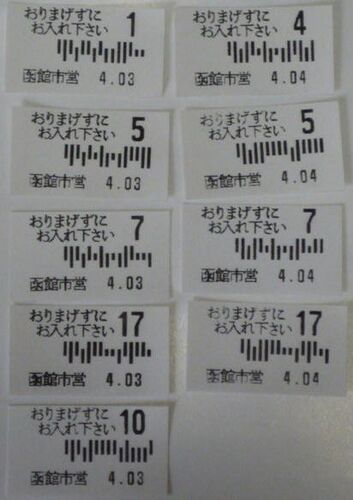 おりまげずに
お入れ下さい 1
函館市営 4.03
おりまげずに
お入れ下さい 4
函館市営 4.04
おりまげずに
お入れ下さい 5
函館市営 4.03
おりまげずに
お入れ下さい 5
函館市営 4.04
おりまげずに
お入れ下さい 7
函館市営 4.03
おりまげずに
お入れ下さい 7
函館市営 4.04
おりまげずに
お入れ下さい 17
函館市営 4.03
おりまげずに
お入れ下さい 17
函館市営 4.04
おりまげずに
お入れ下さい 10
函館市営 4.03